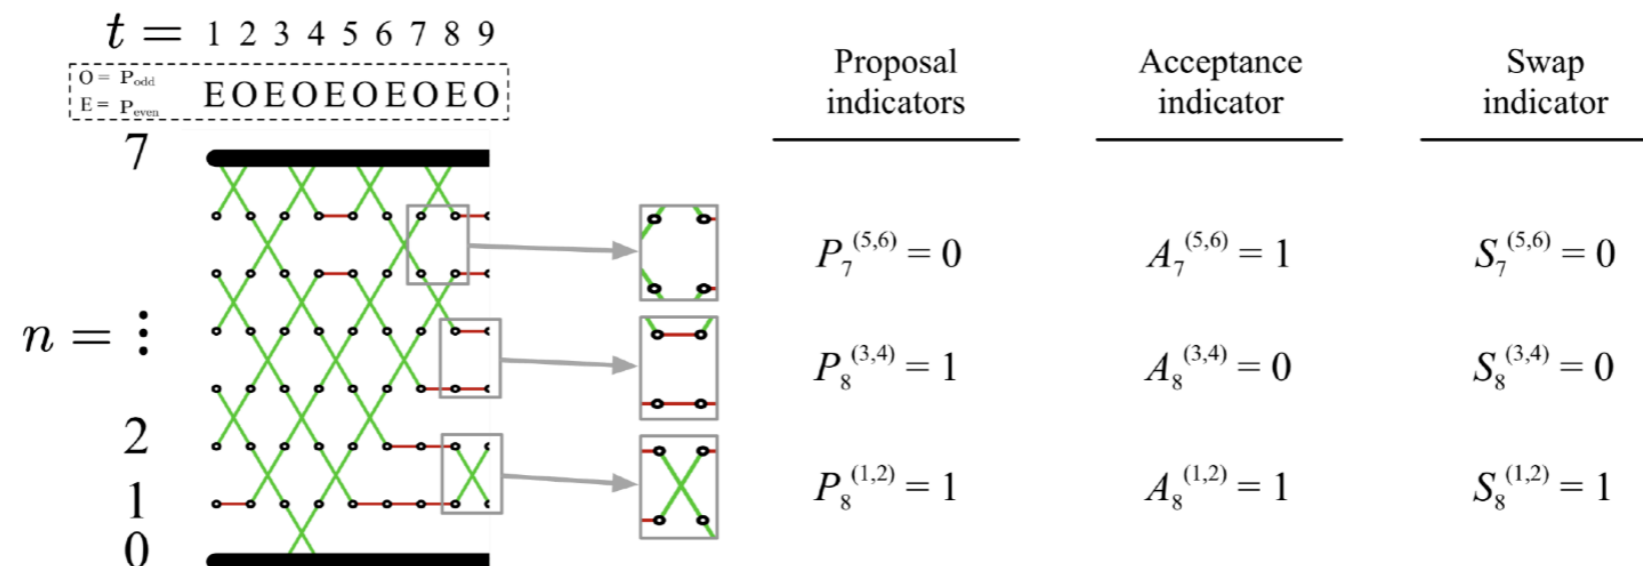 t = 1 2 3 4 5 6 7 8 9
O = P_odd
E = P_even
E O E O E O E O E O
Proposal indicators
Acceptance indicator
Swap indicator
7
n = ⋮
2
1
0
P_7^(5,6) = 0
A_7^(5,6) = 1
S_7^(5,6) = 0
P_8^(3,4) = 1
A_8^(3,4) = 0
S_8^(3,4) = 0
P_8^(1,2) = 1
A_8^(1,2) = 1
S_8^(1,2) = 1